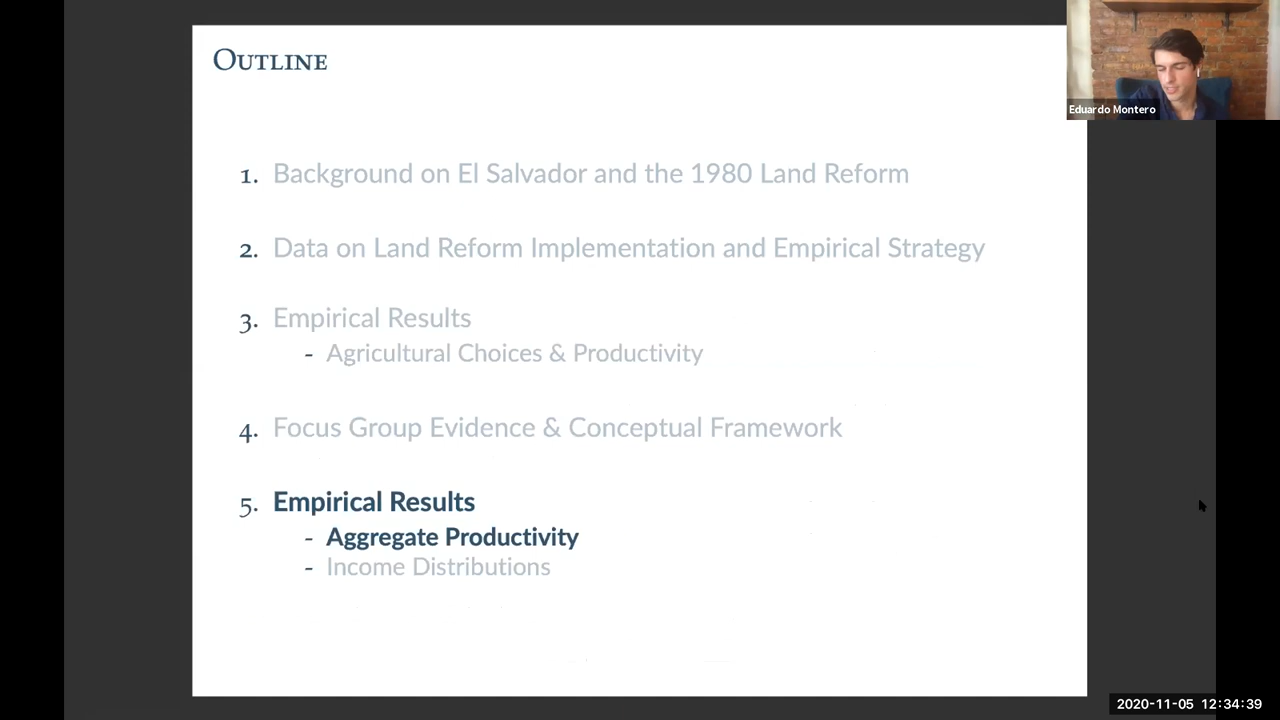 OUTLINE
Eduardo Montero
1. Background on El Salvador and the 1980 Land Reform
2. Data on Land Reform Implementation and Empirical Strategy
3. Empirical Results
- Agricultural Choices & Productivity
4. Focus Group Evidence & Conceptual Framework
5. Empirical Results
- Aggregate Productivity
- Income Distributions
2020-11-05 12:34:39